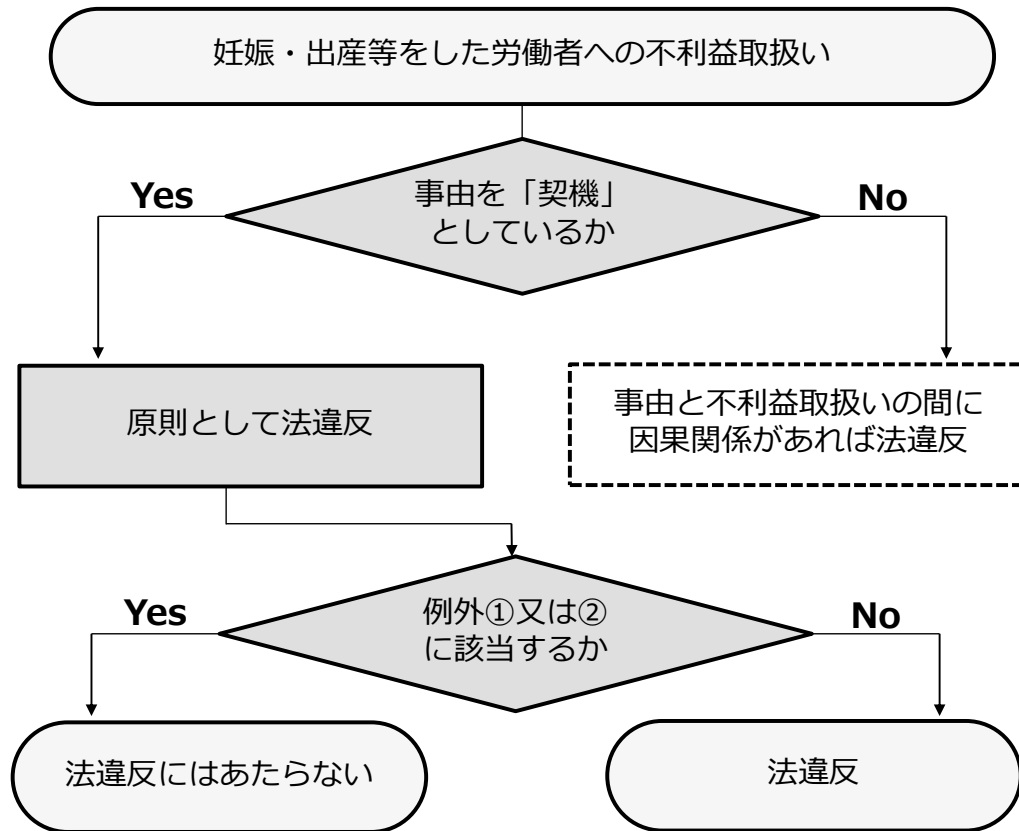 妊娠・出産等をした労働者への不利益取扱い
事由を「契機」
としているか
Yes
No
原則として法違反
事由と不利益取扱いの間に
因果関係があれば法違反
例外①又は②
に該当するか
Yes
No
法違反にはあたらない
法違反